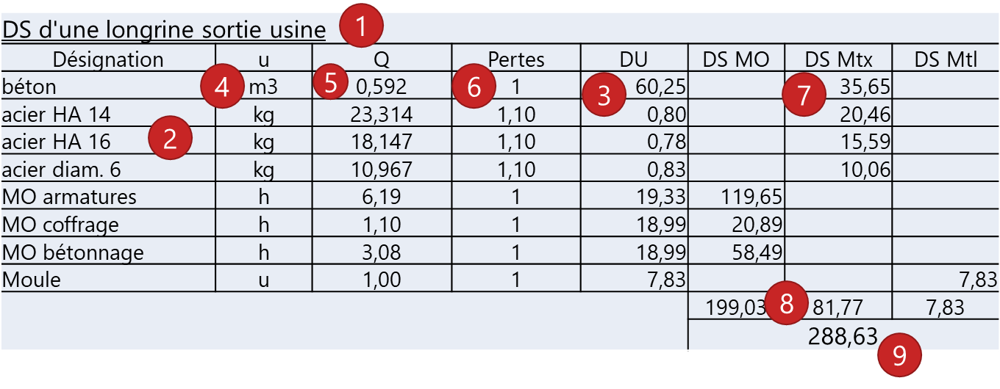 DS d'une longrine sortie usine 1
Désignation u Q Pertes DU DS MO DS Mtx DS Mtl
béton 4 m3 5 0,592 6 1 3 60,25 7 35,65
acier HA 14 kg 23,314 1,10 0,80 20,46
acier HA 16 2 kg 18,147 1,10 0,78 15,59
acier diam. 6 kg 10,967 1,10 0,83 10,06
MO armatures h 6,19 1 19,33 119,65
MO coffrage h 1,10 1 18,99 20,89
MO bétonnage h 3,08 1 18,99 58,49
Moule u 1,00 1 7,83 7,83
199,03 8 81,77 7,83
288,63 9